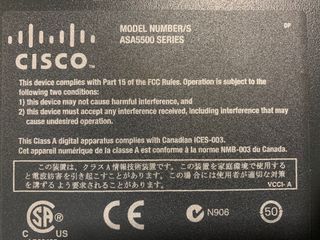 MODEL NUMBER/S
DP
ASA5500 SERIES
CISCO
This device complies with Part 15 of the FCC Rules. Operation is subject to the
following two conditions:
1) this device may not cause harmful interference, and
2) this device must accept any interference received, including interference that may
cause undesired operation.
This Class A digital apparatus complies with Canadian ICES-003.
Cet appareil numérique de la classe A est conforme à la norme NMB-003 du Canada.
この装置は、クラスA情報技術装置です。この装置を家庭環境で使用すると
電波妨害を引き起こすことがあります。この場合には使用者が適切な対策
を講ずるよう要求されることがあります。
VCCI-A
SA
C
US
N906
50